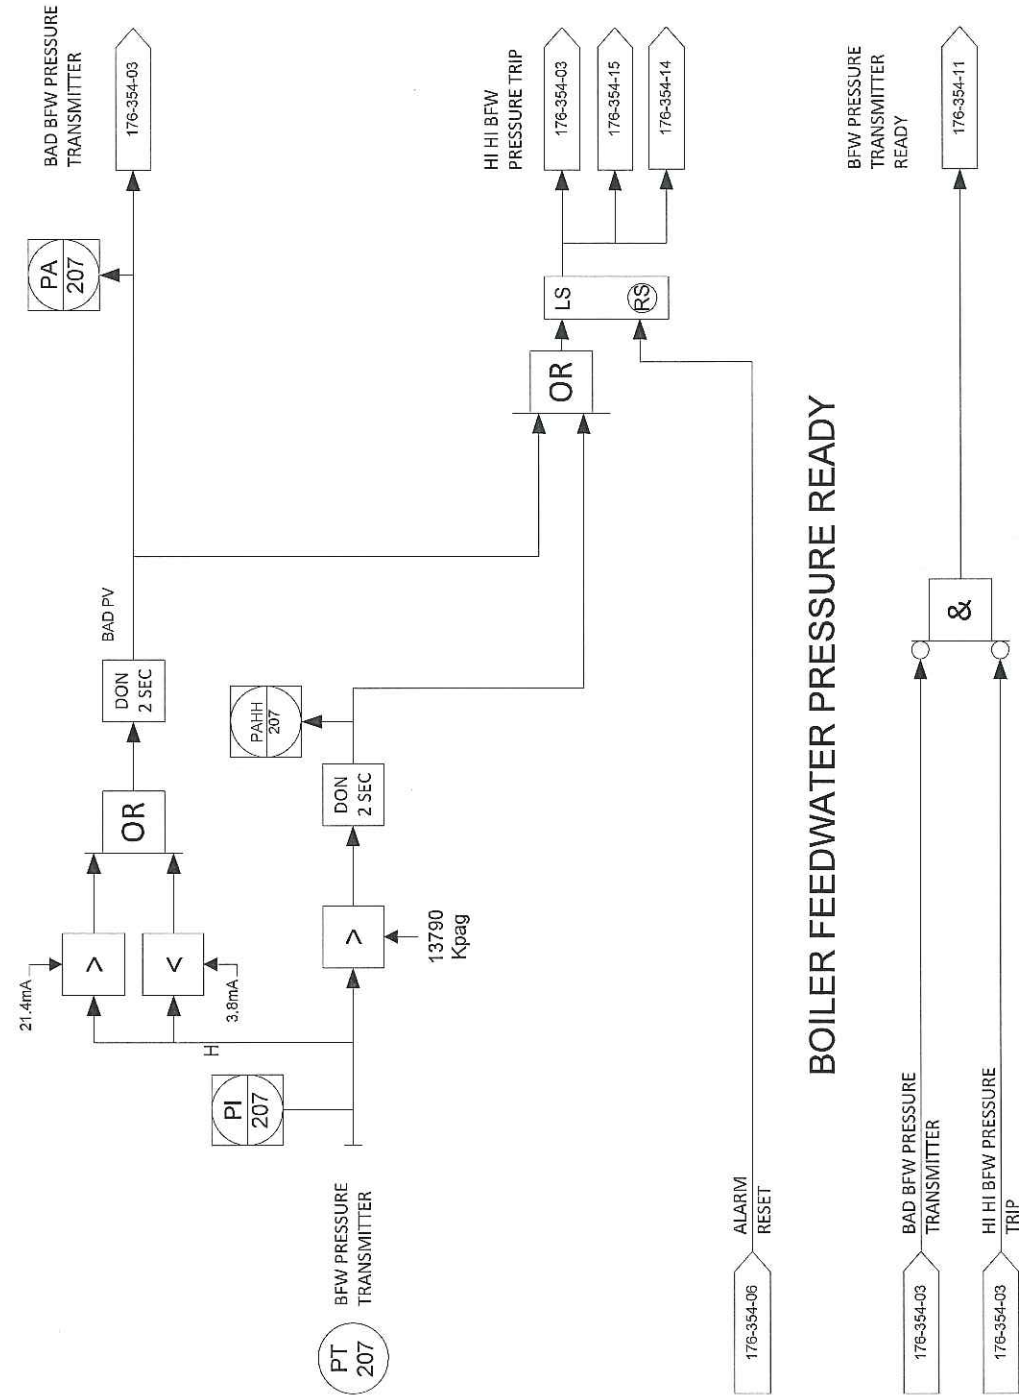 PT
207
BFW PRESSURE
TRANSMITTER
PI
207
H
21.4mA
>
<
3.8mA
OR
DON
2 SEC
BAD PV
PA
207
BAD BFW PRESSURE
TRANSMITTER
176-354-03
>
13790
Kpag
DON
2 SEC
PAHH
207
OR
LS
RS
HI HI BFW
PRESSURE TRIP
176-354-03
176-354-15
176-354-14
176-354-06
ALARM
RESET
BOILER FEEDWATER PRESSURE READY
176-354-03
BAD BFW PRESSURE
TRANSMITTER
176-354-03
HI HI BFW PRESSURE
TRIP
&
BFW PRESSURE
TRANSMITTER
READY
176-354-11